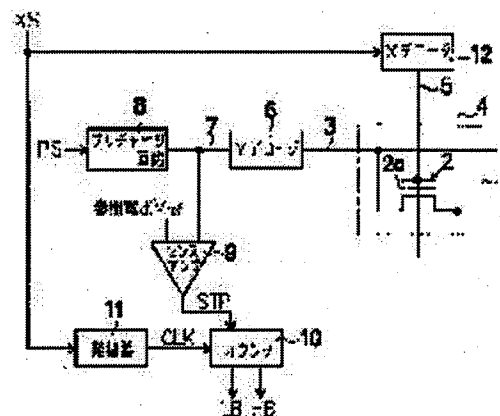 XS
Xデコーダ
12
5
4
8
6
PS
プリチャージ
回路
7
Yデコーダ
3
2
2a
参照電圧Vref
センス
アンプ
9
STP
11
発振器
CLK
カウンタ
10